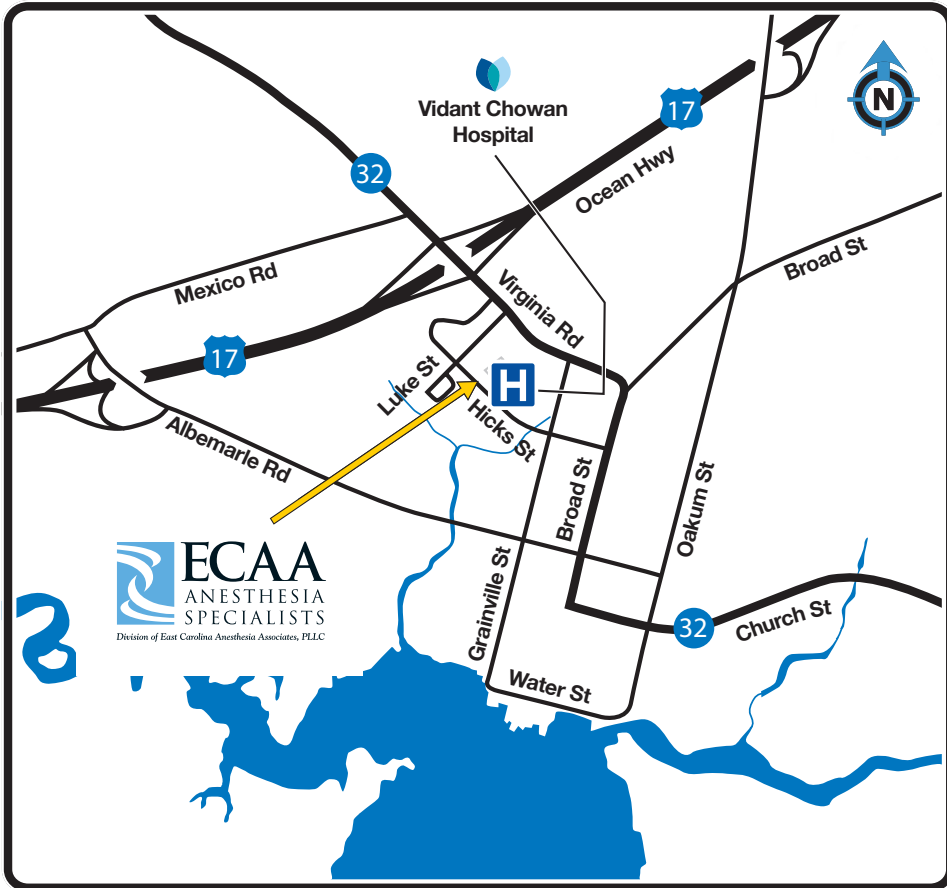 Vidant Chowan
Hospital
17
N
32
Ocean Hwy
Broad St
Mexico Rd
Virginia Rd
17
Luke St
H
Hicks St
Albemarle Rd
Broad St
Oakum St
ECAA
ANESTHESIA
SPECIALISTS
Division of East Carolina Anesthesia Associates, PLLC
Grainville St
32
Church St
Water St